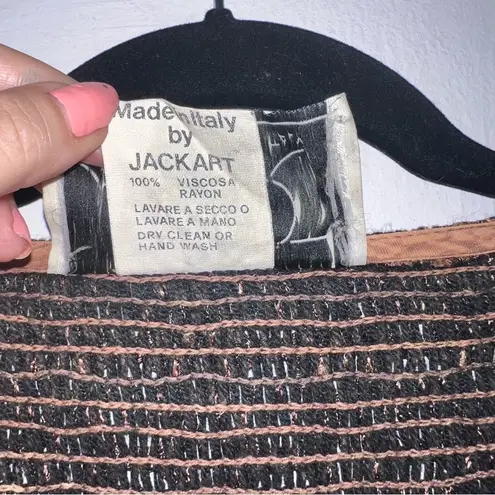 Made in Italy
by
JACKART
100% VISCOSA
RAYON
LAVARE A SECCO O
LAVARE A MANO
DRY CLEAN OR
HAND WASH